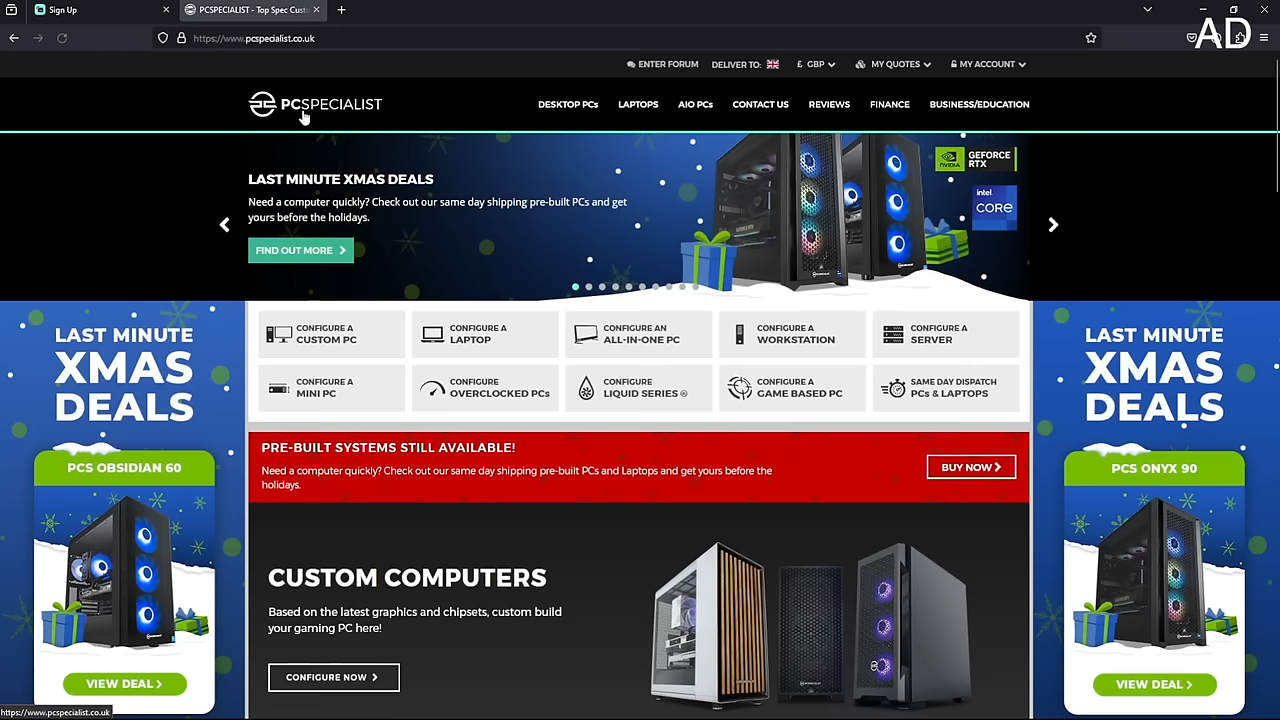 Sign Up
PCSPECIALIST - Top Spec Custo
AD
https://www.pcspecialist.co.uk
ENTER FORUM
DELIVER TO:
£ GBP
MY QUOTES
MY ACCOUNT
PCSPECIALIST
DESKTOP PCs
LAPTOPS
AIO PCs
CONTACT US
REVIEWS
FINANCE
BUSINESS/EDUCATION
LAST MINUTE XMAS DEALS
Need a computer quickly? Check out our same day shipping pre-built PCs and get
yours before the holidays.
FIND OUT MORE
NVIDIA
GEFORCE
RTX
intel
CORE
CONFIGURE A
CUSTOM PC
CONFIGURE A
LAPTOP
CONFIGURE AN
ALL-IN-ONE PC
CONFIGURE A
WORKSTATION
CONFIGURE A
SERVER
CONFIGURE A
MINI PC
CONFIGURE
OVERCLOCKED PCs
CONFIGURE
LIQUID SERIES ®
CONFIGURE A
GAME BASED PC
SAME DAY DISPATCH
PCs & LAPTOPS
LAST MINUTE
XMAS
DEALS
PCS OBSIDIAN 60
VIEW DEAL
PRE-BUILT SYSTEMS STILL AVAILABLE!
Need a computer quickly? Check out our same day shipping pre-built PCs and Laptops and get yours before the
holidays.
BUY NOW
CUSTOM COMPUTERS
Based on the latest graphics and chipsets, custom build
your gaming PC here!
CONFIGURE NOW
LAST MINUTE
XMAS
DEALS
PCS ONYX 90
VIEW DEAL
https://www.pcspecialist.co.uk